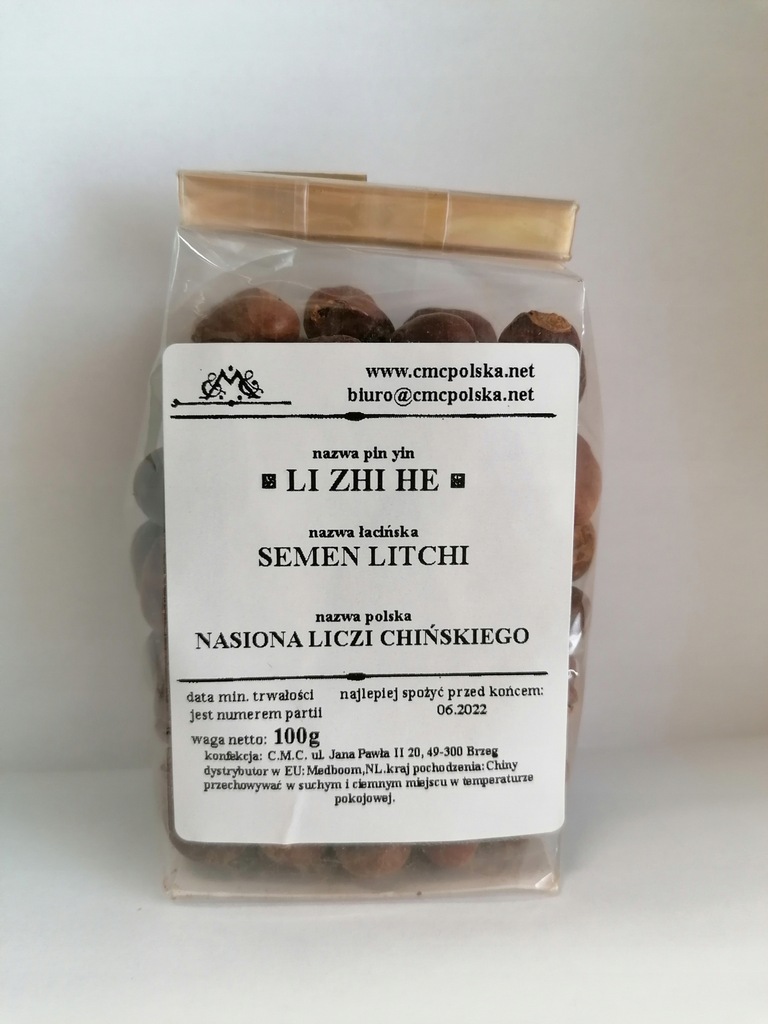 www.cmcpolska.net
biuro@cmcpolska.net
nazwa pin yin
LI ZHI HE
nazwa łacińska
SEMEN LITCHI
nazwa polska
NASIONA LICZI CHIŃSKIEGO
data min. trwałości najlepiej spożyć przed końcem:
jest numerem partii 06.2022
waga netto: 100g
konfekcja: C.M.C. ul. Jana Pawła II 20, 49-300 Brzeg
dystrybutor w EU: Medboom,NL.kraj pochodzenia: Chiny
przechowywać w suchym i ciemnym miejscu w temperaturze
pokojowej.